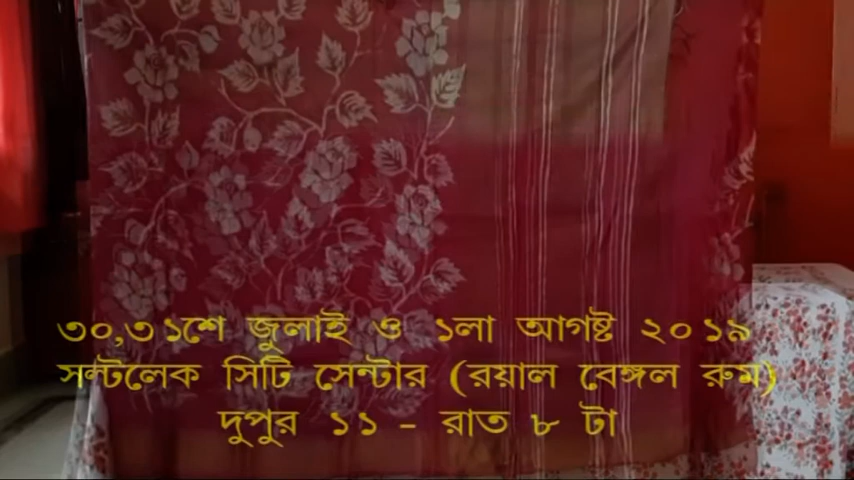 ৩০,৩১শে জুলাই ও ১লা আগষ্ট ২০১৯
সল্টলেক সিটি সেন্টার (রয়াল বেঙ্গল রুম)
দুপুর ১১ - রাত ৮ টা